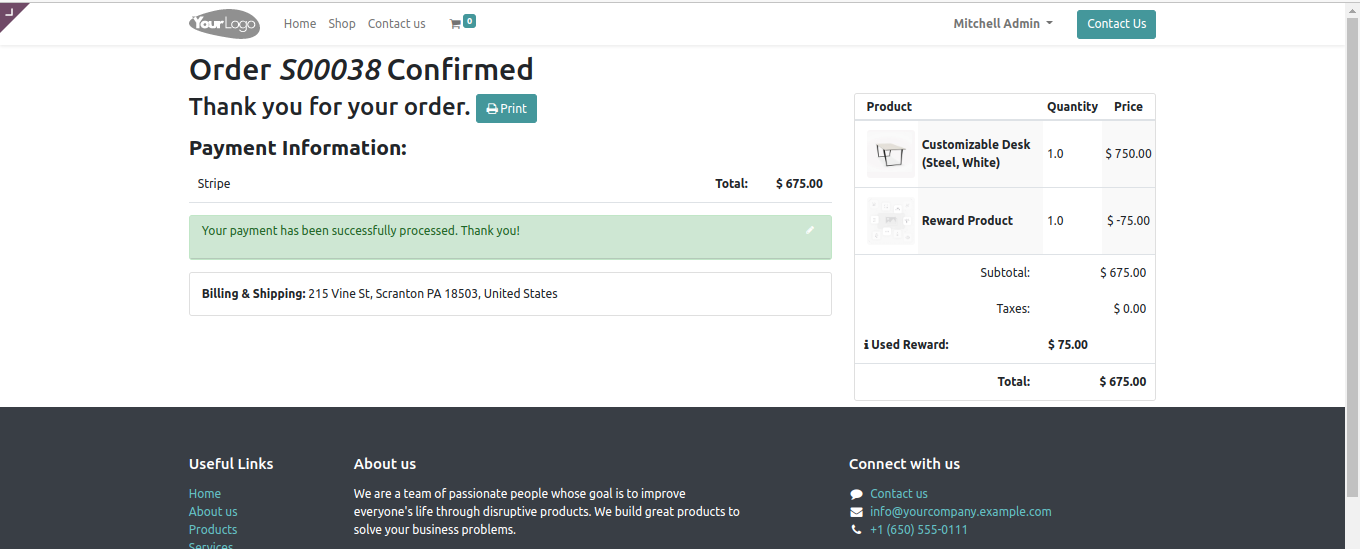 YourLogo
Home Shop Contact us 0
Mitchell Admin
Contact Us
Order S00038 Confirmed
Thank you for your order. Print
Payment Information:
Stripe Total: $ 675.00
Your payment has been successfully processed. Thank you!
Billing & Shipping: 215 Vine St, Scranton PA 18503, United States
Product Quantity Price
Customizable Desk
(Steel, White) 1.0 $ 750.00
Reward Product 1.0 $ -75.00
Subtotal: $ 675.00
Taxes: $ 0.00
Used Reward: $ 75.00
Total: $ 675.00
Useful Links
Home
About us
Products
Services
About us
We are a team of passionate people whose goal is to improve
everyone's life through disruptive products. We build great products to
solve your business problems.
Connect with us
Contact us
info@yourcompany.example.com
+1 (650) 555-0111